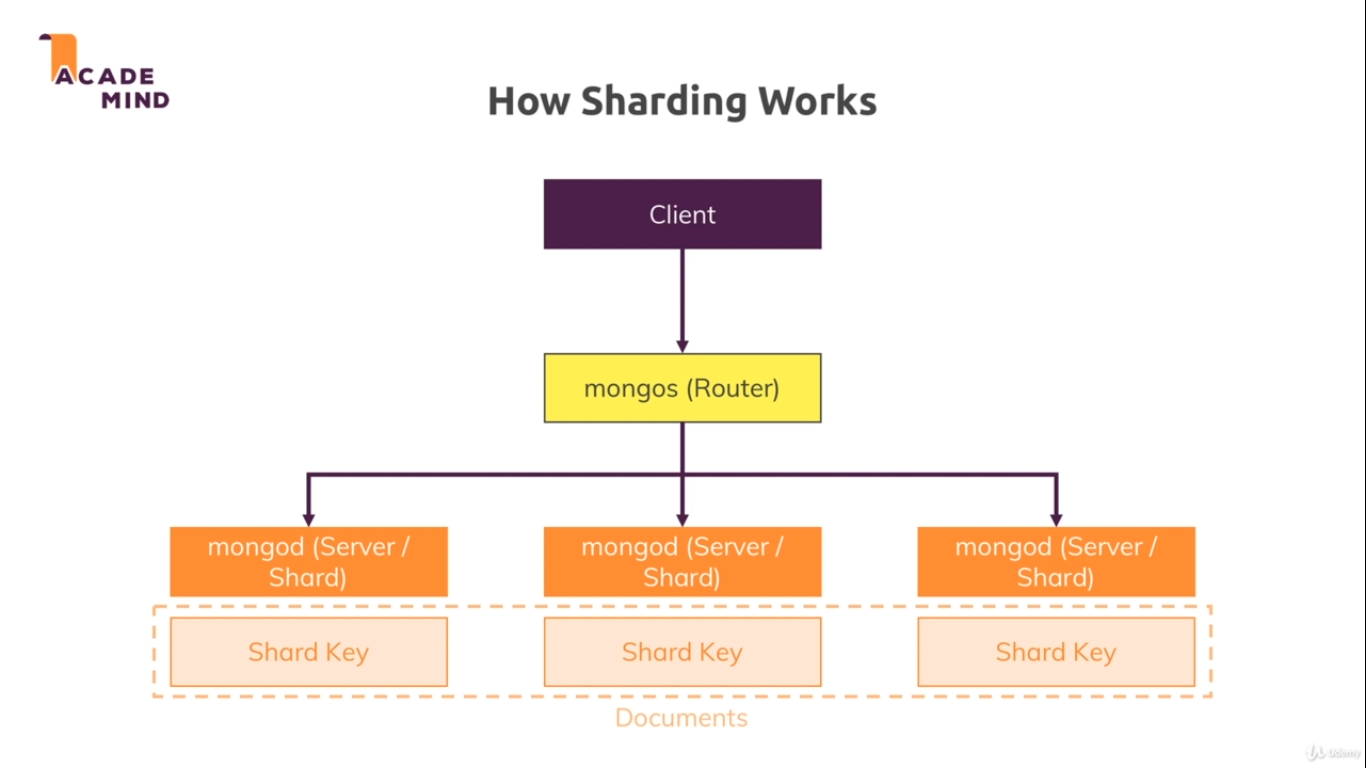 ACADE
MIND
How Sharding Works
Client
mongos (Router)
mongod (Server /
Shard)
mongod (Server /
Shard)
mongod (Server /
Shard)
Shard Key
Shard Key
Shard Key
Documents
Udemy